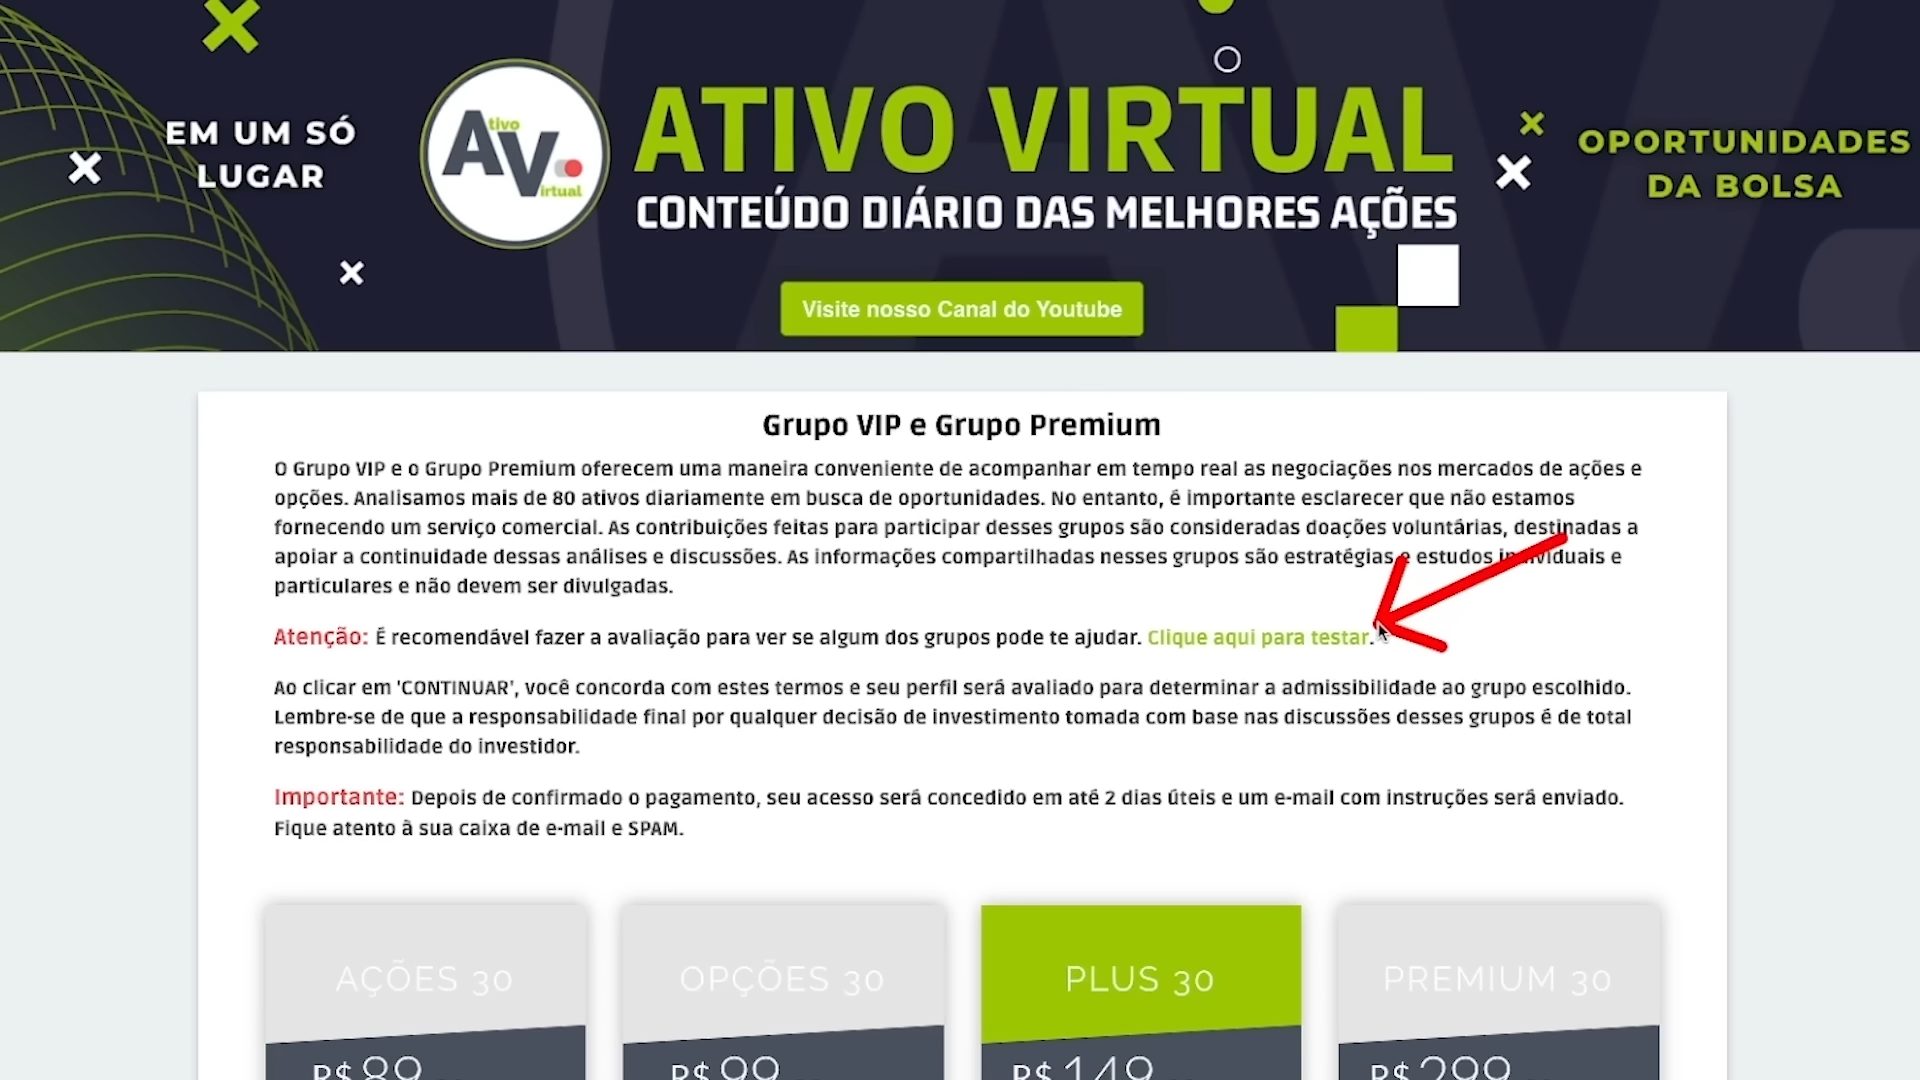 EM UM SÓ
LUGAR
Ativo
Virtual
ATIVO VIRTUAL
CONTEÚDO DIÁRIO DAS MELHORES AÇÕES
OPORTUNIDADES
DA BOLSA
Visite nosso Canal do Youtube
Grupo VIP e Grupo Premium
O Grupo VIP e o Grupo Premium oferecem uma maneira conveniente de acompanhar em tempo real as negociações nos mercados de ações e
opções. Analisamos mais de 80 ativos diariamente em busca de oportunidades. No entanto, é importante esclarecer que não estamos
fornecendo um serviço comercial. As contribuições feitas para participar desses grupos são consideradas doações voluntárias, destinadas a
apoiar a continuidade dessas análises e discussões. As informações compartilhadas nesses grupos são estratégias e estudos individuais e
particulares e não devem ser divulgadas.
Atenção: É recomendável fazer a avaliação para ver se algum dos grupos pode te ajudar. Clique aqui para testar.
Ao clicar em 'CONTINUAR', você concorda com estes termos e seu perfil será avaliado para determinar a admissibilidade ao grupo escolhido.
Lembre-se de que a responsabilidade final por qualquer decisão de investimento tomada com base nas discussões desses grupos é de total
responsabilidade do investidor.
Importante: Depois de confirmado o pagamento, seu acesso será concedido em até 2 dias úteis e um e-mail com instruções será enviado.
Fique atento à sua caixa de e-mail e SPAM.
AÇÕES 30
OPÇÕES 30
PLUS 30
PREMIUM 30
R$ 89
R$ 99
R$ 149
R$ 299